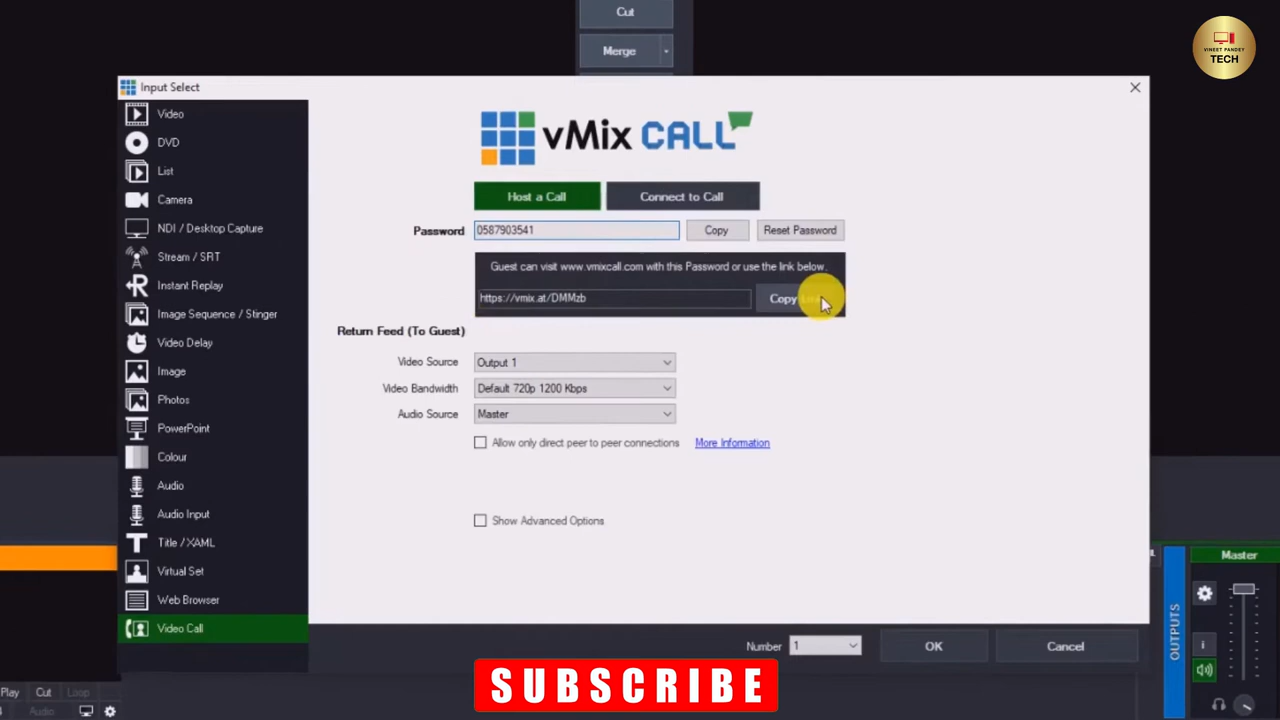 Cut
Merge
VINEET PANDEY
TECH
Input Select
Video
DVD
List
Camera
NDI / Desktop Capture
Stream / SRT
Instant Replay
Image Sequence / Stinger
Video Delay
Image
Photos
PowerPoint
Colour
Audio
Audio Input
Title / XAML
Virtual Set
Web Browser
Video Call
vMix CALL
Host a Call
Connect to Call
Password
0587903541
Copy
Reset Password
Guest can visit www.vmixcall.com with this Password or use the link below.
https://vmix.at/DMMzb
Copy
Return Feed (To Guest)
Video Source
Output 1
Video Bandwidth
Default 720p 1200 Kbps
Audio Source
Master
Allow only direct peer to peer connections
More Information
Show Advanced Options
Number
1
OK
Cancel
Master
OUTPUTS
i
SUBSCRIBE
Play
Cut
Loop
Audio